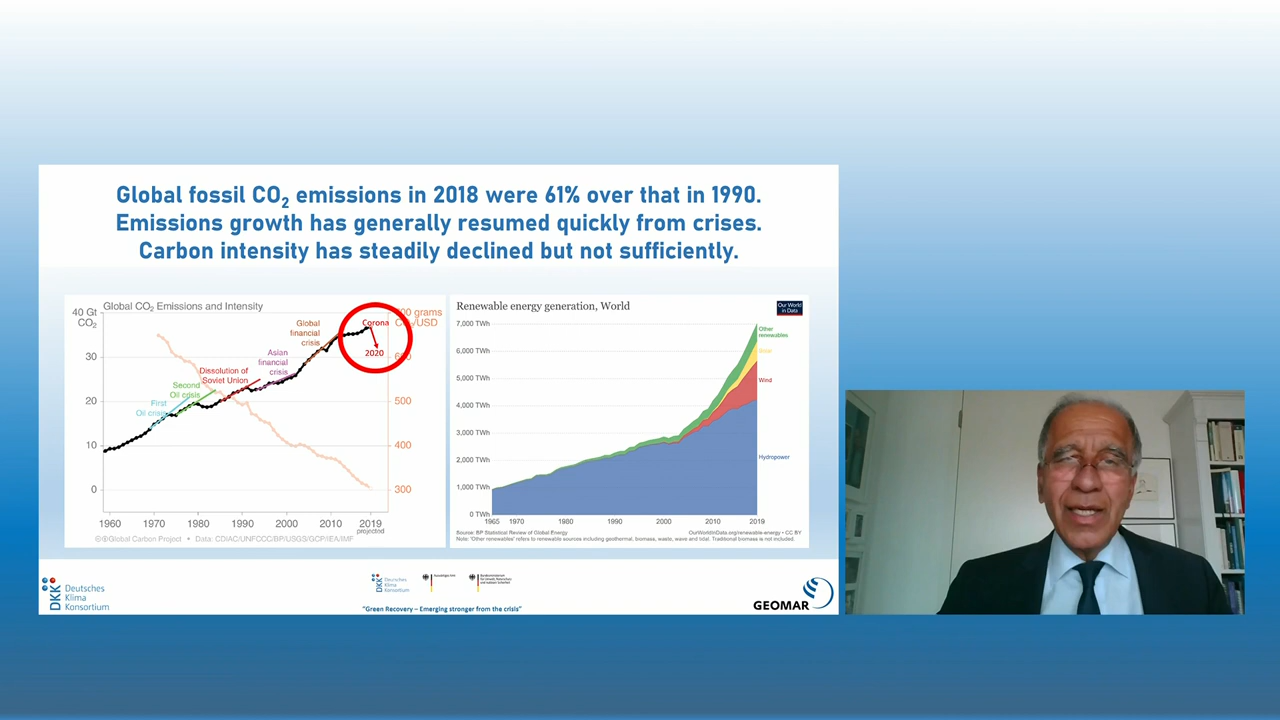 Global fossil CO₂ emissions in 2018 were 61% over that in 1990.
Emissions growth has generally resumed quickly from crises.
Carbon intensity has steadily declined but not sufficiently.
Global CO₂ Emissions and Intensity
40 Gt
CO₂
30
20
10
0
grams
/USD
600
500
400
300
First
Oil crisis
Second
Oil crisis
Dissolution of
Soviet Union
Asian
financial
crisis
Global
financial
crisis
Corona
2020
1960 1970 1980 1990 2000 2010 2019
projected
Global Carbon Project • Data: CDIAC/UNFCCC/BP/USGS/GCP/IEA/IMF
Renewable energy generation, World
Our World
in Data
7,000 TWh
6,000 TWh
5,000 TWh
4,000 TWh
3,000 TWh
2,000 TWh
1,000 TWh
0 TWh
Other
renewables
Solar
Wind
Hydropower
1965 1970 1980 1990 2000 2010 2019
Source: BP Statistical Review of Global Energy
OurWorldInData.org/renewable-energy • CC BY
Note: 'Other renewables' refers to renewable sources including geothermal, biomass, waste, wave and tidal. Traditional biomass is not included.
DKK Deutsches
Klima
Konsortium
DKK Deutsches
Klima
Konsortium
"Green Recovery – Emerging stronger from the crisis"
GEOMAR